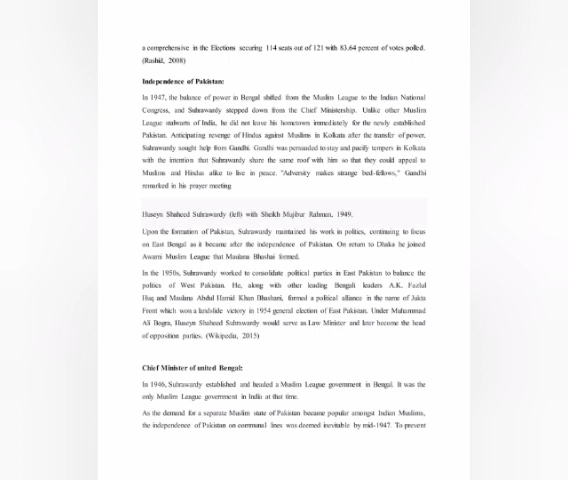 a comprehensive in the Elections securing 114 seats out of 121 with 83.64 percent of votes polled.
(Rashid, 2008)
Independence of Pakistan:
In 1947, the balance of power in Bengal shifted from the Muslim League to the Indian National
Congress, and Suhrawardy stepped down from the Chief Ministership. Unlike other Muslim
League stalwarts of India, he did not leave his hometown immediately for the newly established
Pakistan. Anticipating revenge of Hindus against Muslims in Kolkata after the transfer of power,
Suhrawardy sought help from Gandhi. Gandhi was persuaded to stay and pacify tempers in Kolkata
with the intention that Suhrawardy share the same roof with him so that they could appeal to
Muslims and Hindus alike to live in peace. "Adversity makes strange bed-fellows," Gandhi
remarked in his prayer meeting
Huseyn Shaheed Suhrawardy (left) with Sheikh Mujibur Rahman, 1949.
Upon the formation of Pakistan, Suhrawardy maintained his work in politics, continuing to focus
on East Bengal as it became after the independence of Pakistan. On return to Dhaka he joined
Awami Muslim League that Maulana Bhashai formed.
In the 1950s, Suhrawardy worked to consolidate political parties in East Pakistan to balance the
politics of West Pakistan. He, along with other leading Bengali leaders A.K. Fazlul
Huq and Maulana Abdul Hamid Khan Bhashani, formed a political alliance in the name of Jukta
Front which won a landslide victory in 1954 general election of East Pakistan. Under Muhammad
Ali Bogra, Huseyn Shaheed Suhrawardy would serve as Law Minister and later become the head
of opposition parties. (Wikipedia, 2015)
Chief Minister of united Bengal:
In 1946, Suhrawardy established and headed a Muslim League government in Bengal. It was the
only Muslim League government in India at that time.
As the demand for a separate Muslim state of Pakistan became popular amongst Indian Muslims,
the independence of Pakistan on communal lines was deemed inevitable by mid-1947. To prevent